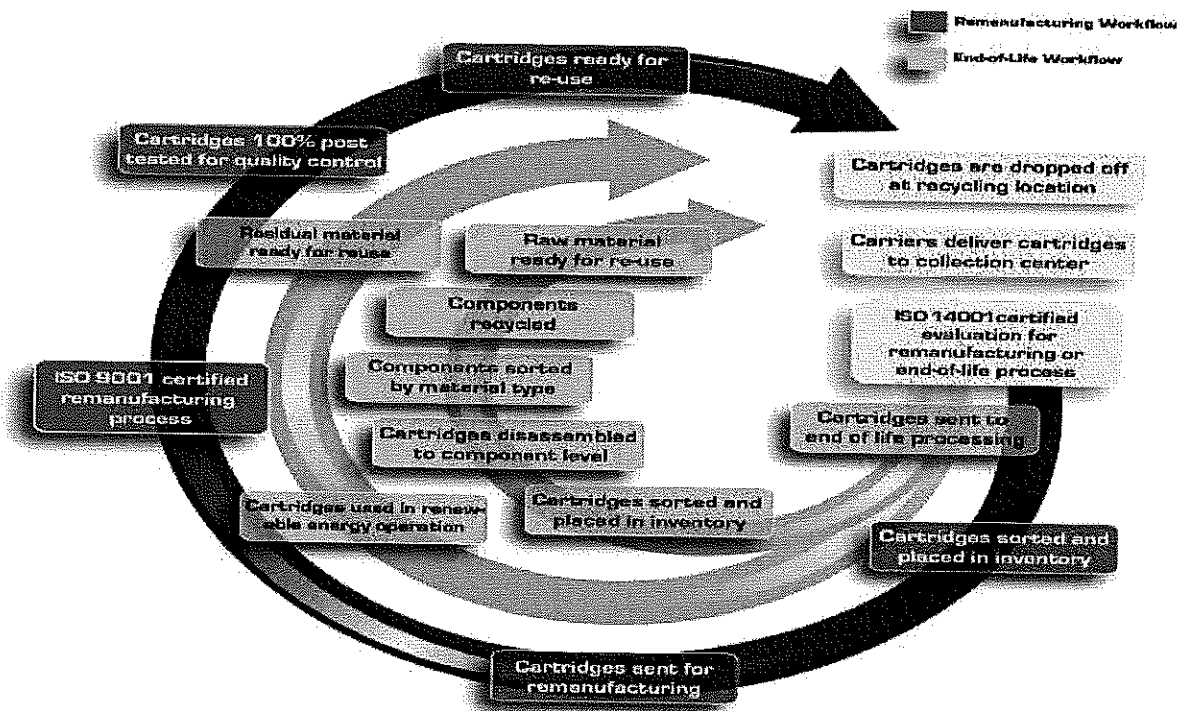 Remanufacturing Workflow
End-of-Life Workflow
Cartridges ready for
re-use
Cartridges 100% post
tested for quality control
Cartridges are dropped off
at recycling location
Residual material
ready for reuse
Raw material
ready for re-use
Carriers deliver cartridges
to collection center
Components
recycled
ISO 14001 certified
evaluation for
remanufacturing or
end-of-life process
ISO 9001 certified
remanufacturing
process
Components sorted
by material type
Cartridges sent to
end of life processing
Cartridges disassembled
to component level
Cartridges used in renew-
able energy operation
Cartridges sorted and
placed in inventory
Cartridges sorted and
placed in inventory
Cartridges sent for
remanufacturing